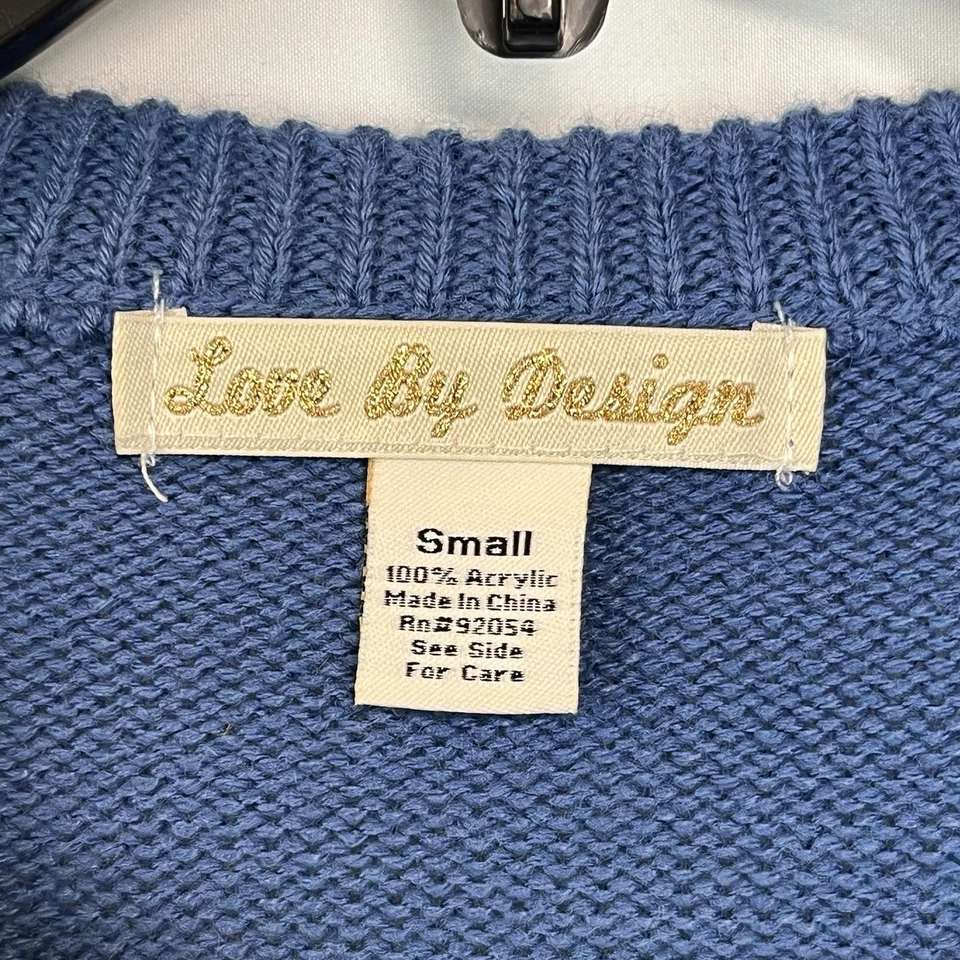 Love By Design
Small
100% Acrylic
Made In China
Rn#92054
See Side
For Care